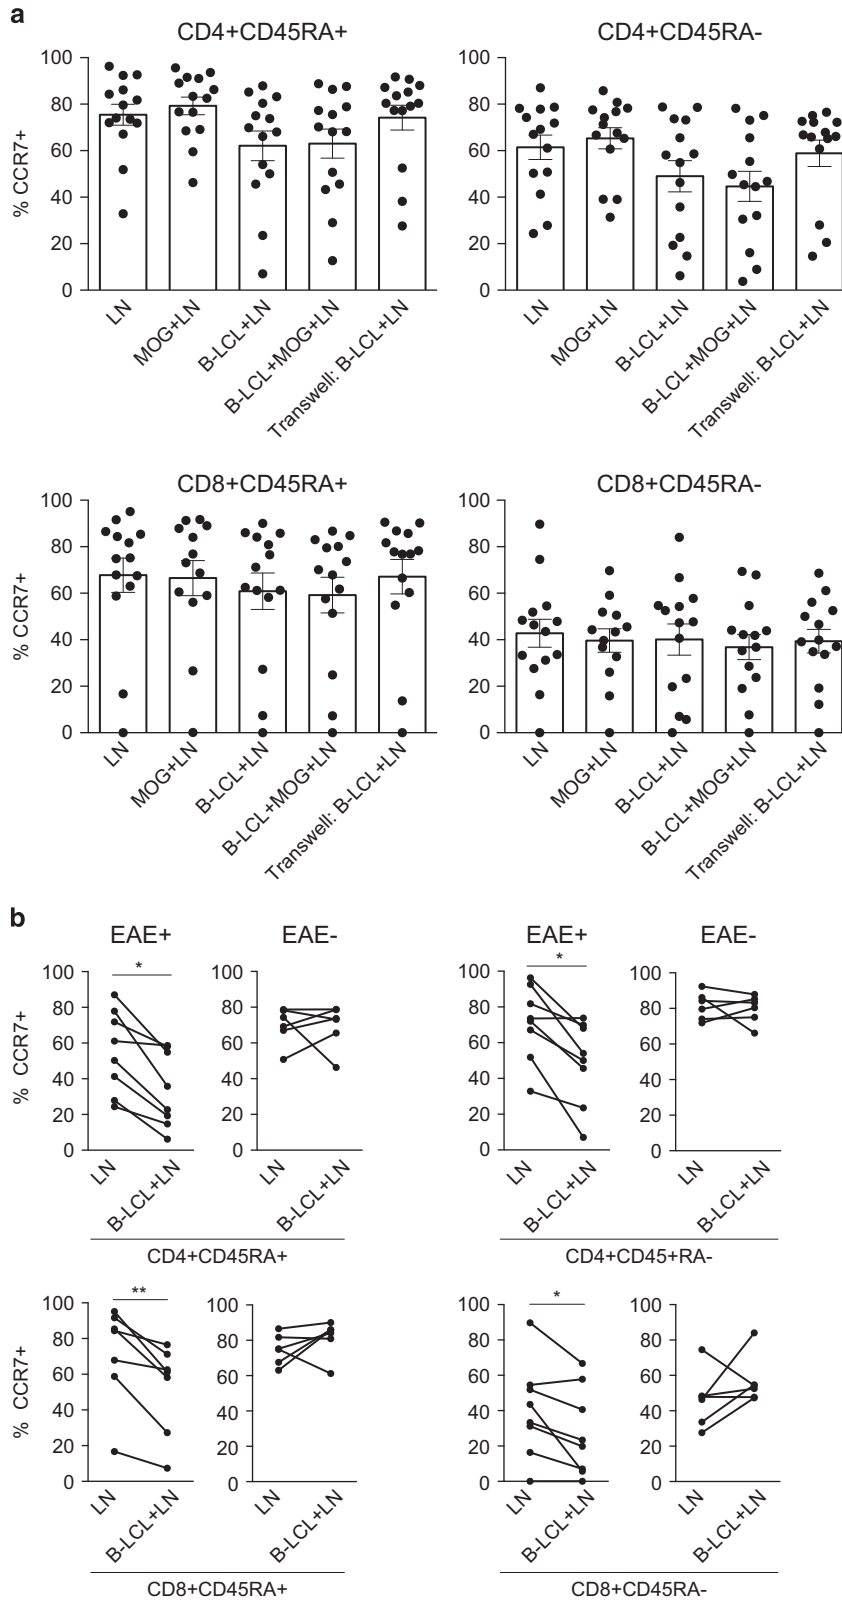 a
CD4+CD45RA+
CD4+CD45RA-
% CCR7+
100
80
60
40
20
0
100
80
60
40
20
0
LN
MOG+LN
B-LCL+LN
B-LCL+MOG+LN
Transwell: B-LCL+LN
LN
MOG+LN
B-LCL+LN
B-LCL+MOG+LN
Transwell: B-LCL+LN
CD8+CD45RA+
CD8+CD45RA-
% CCR7+
100
80
60
40
20
0
100
80
60
40
20
0
LN
MOG+LN
B-LCL+LN
B-LCL+MOG+LN
Transwell: B-LCL+LN
LN
MOG+LN
B-LCL+LN
B-LCL+MOG+LN
Transwell: B-LCL+LN
b
EAE+
EAE-
EAE+
EAE-
% CCR7+
100
80
60
40
20
0
*
100
80
60
40
20
0
100
80
60
40
20
0
*
100
80
60
40
20
0
LN
B-LCL+LN
LN
B-LCL+LN
LN
B-LCL+LN
LN
B-LCL+LN
CD4+CD45RA+
CD4+CD45+RA-
% CCR7+
100
80
60
40
20
0
**
100
80
60
40
20
0
100
80
60
40
20
0
*
100
80
60
40
20
0
LN
B-LCL+LN
LN
B-LCL+LN
LN
B-LCL+LN
LN
B-LCL+LN
CD8+CD45RA+
CD8+CD45RA-